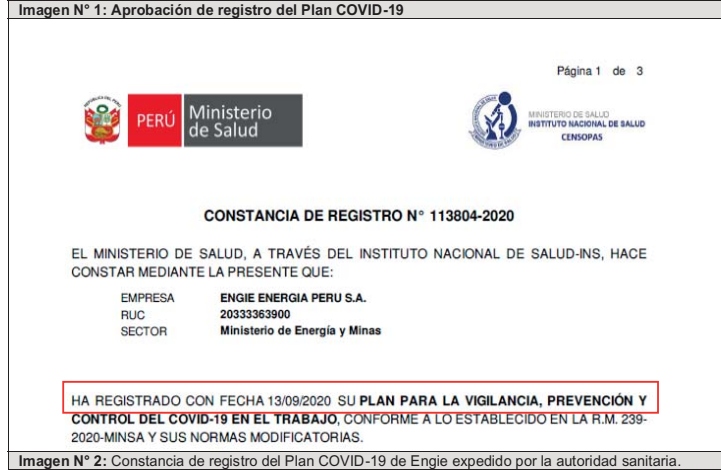 Imagen N° 1: Aprobación de registro del Plan COVID-19
Página 1 de 3
PERÚ
Ministerio
de Salud
MINISTERIO DE SALUD
INSTITUTO NACIONAL DE SALUD
CENSOPAS
CONSTANCIA DE REGISTRO N° 113804-2020
EL MINISTERIO DE SALUD, A TRAVÉS DEL INSTITUTO NACIONAL DE SALUD-INS, HACE
CONSTAR MEDIANTE LA PRESENTE QUE:
EMPRESA ENGIE ENERGIA PERU S.A.
RUC 20333363900
SECTOR Ministerio de Energía y Minas
HA REGISTRADO CON FECHA 13/09/2020 SU PLAN PARA LA VIGILANCIA, PREVENCIÓN Y
CONTROL DEL COVID-19 EN EL TRABAJO, CONFORME A LO ESTABLECIDO EN LA R.M. 239-
2020-MINSA Y SUS NORMAS MODIFICATORIAS.
Imagen N° 2: Constancia de registro del Plan COVID-19 de Engie expedido por la autoridad sanitaria.